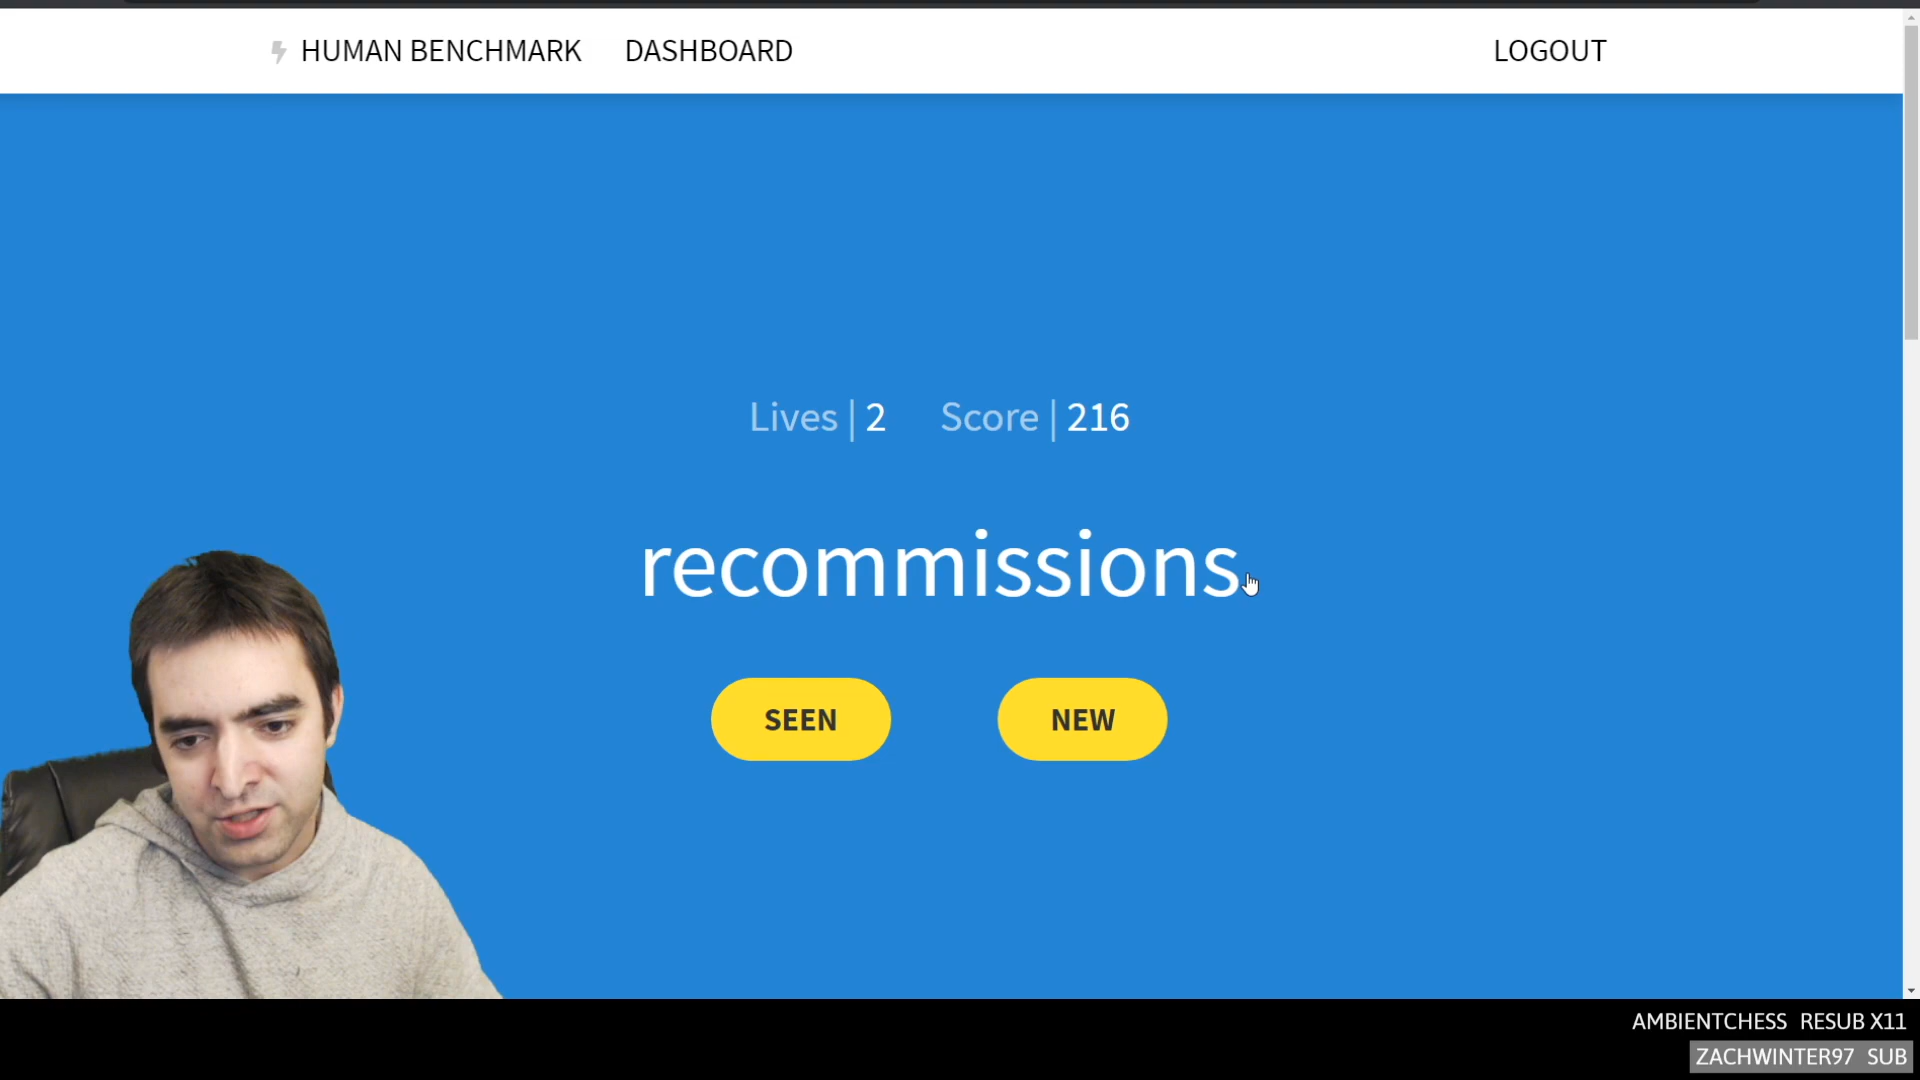 HUMAN BENCHMARK DASHBOARD LOGOUT
Lives | 2 Score | 216
recommissions
SEEN NEW
AMBIENTCHESS RESUB X11
ZACHWINTER97 SUB